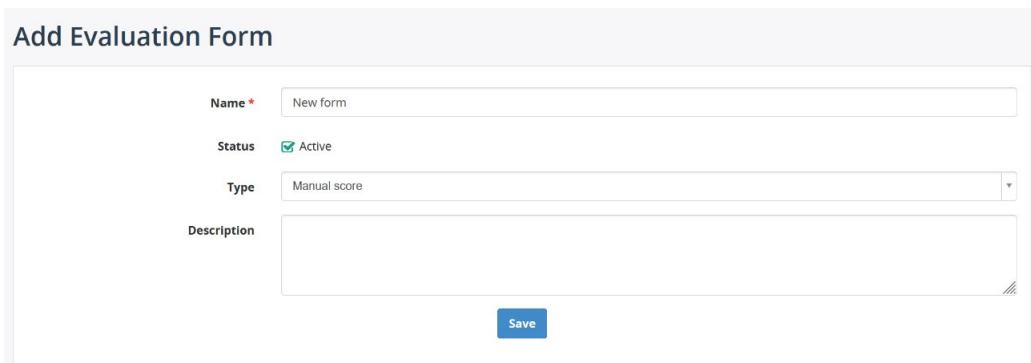 Add Evaluation Form
Name * New form
Status Active
Type Manual score
Description
Save